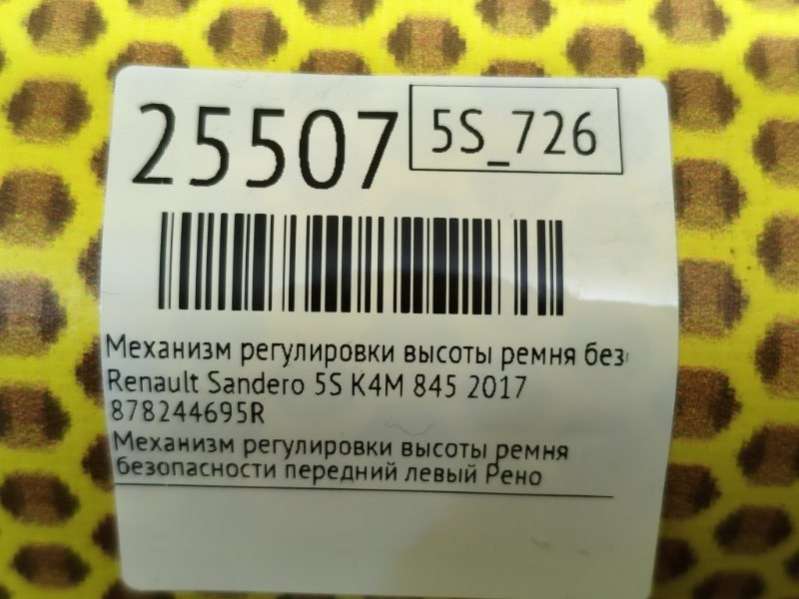 25507
5S_726
Механизм регулировки высоты ремня без
Renault Sandero 5S K4M 845 2017
878244695R
Механизм регулировки высоты ремня
безопасности передний левый Рено